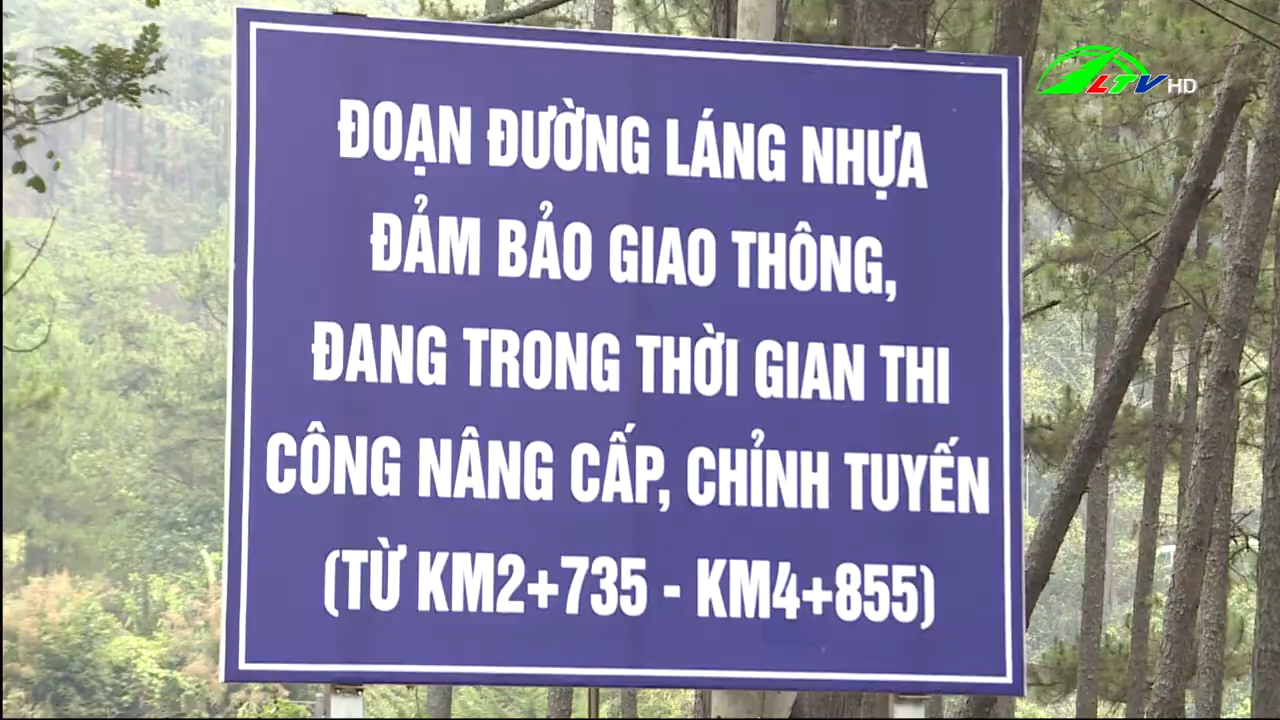 LTV HD
ĐOẠN ĐƯỜNG LÁNG NHỰA
ĐẢM BẢO GIAO THÔNG,
ĐANG TRONG THỜI GIAN THI
CÔNG NÂNG CẤP, CHỈNH TUYẾN
(TỪ KM2+735 - KM4+855)